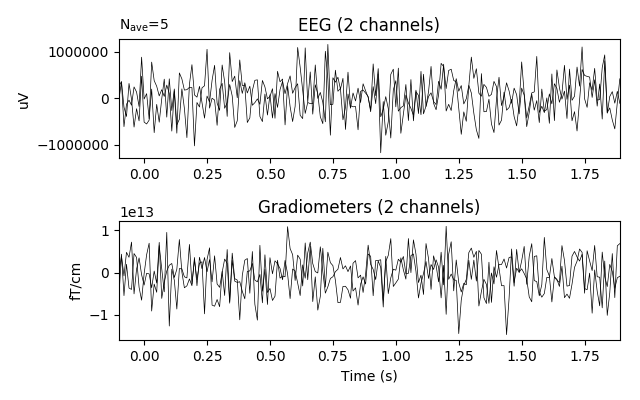 N_ave=5
EEG (2 channels)
1000000
0
−1000000
uV
0.00 0.25 0.50 0.75 1.00 1.25 1.50 1.75
1e13
Gradiometers (2 channels)
1
0
−1
fT/cm
0.00 0.25 0.50 0.75 1.00 1.25 1.50 1.75
Time (s)